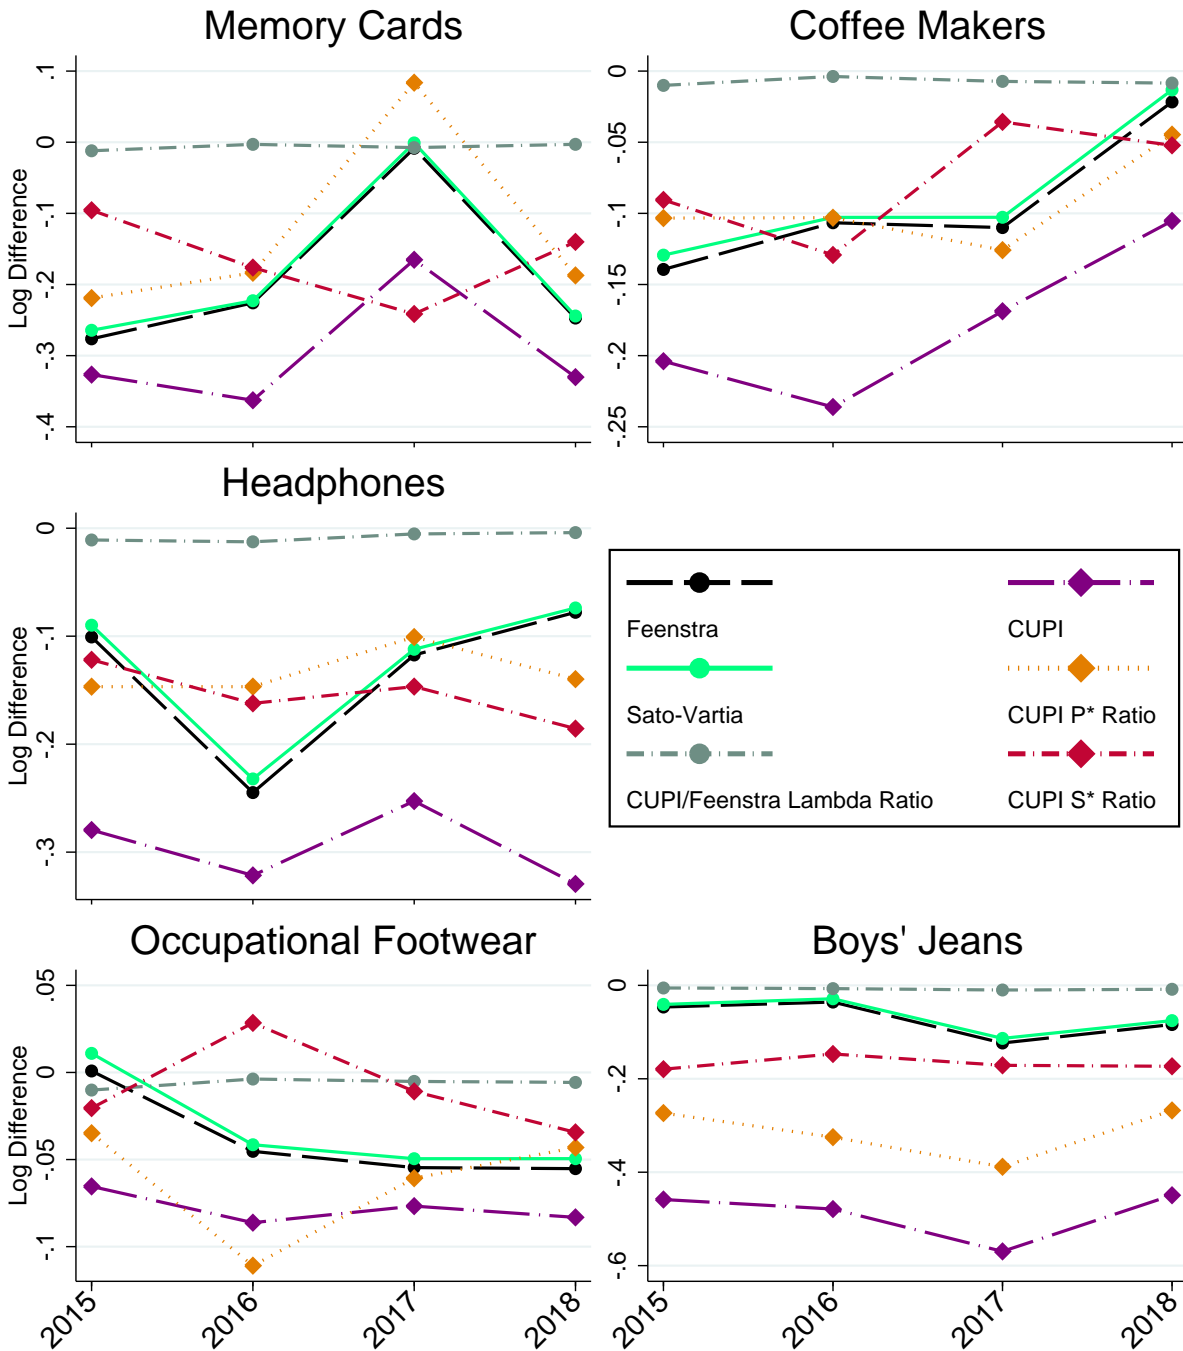 Memory Cards
Coffee Makers
Log Difference
.1
0
-.1
-.2
-.3
-.4
0
-.05
-.1
-.15
-.2
-.25
Headphones
Log Difference
0
-.1
-.2
-.3
Feenstra
CUPI
Sato-Vartia
CUPI P* Ratio
CUPI/Feenstra Lambda Ratio
CUPI S* Ratio
Occupational Footwear
Boys' Jeans
Log Difference
.05
0
-.05
-.1
0
-.2
-.4
-.6
2015
2016
2017
2018
2015
2016
2017
2018